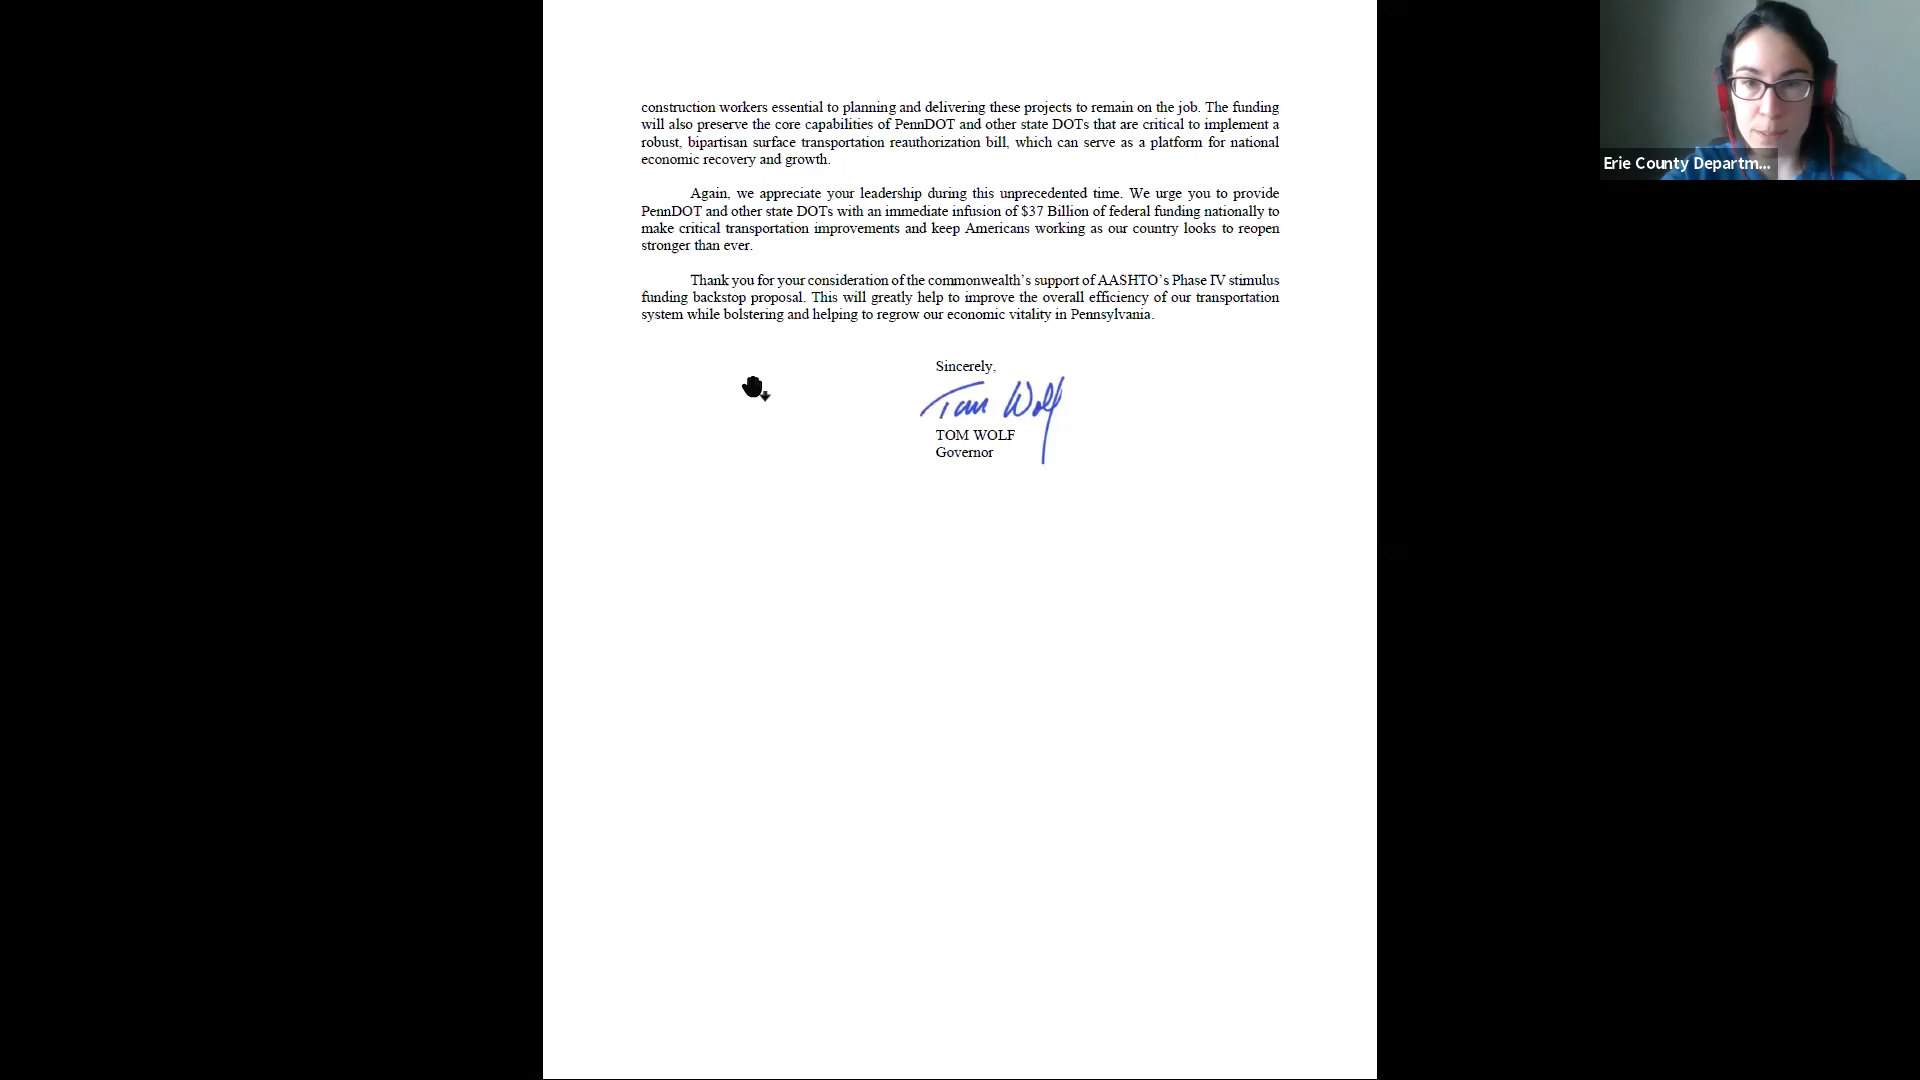 construction workers essential to planning and delivering these projects to remain on the job. The funding
will also preserve the core capabilities of PennDOT and other state DOTs that are critical to implement a
robust, bipartisan surface transportation reauthorization bill, which can serve as a platform for national
economic recovery and growth.
Again, we appreciate your leadership during this unprecedented time. We urge you to provide
PennDOT and other state DOTs with an immediate infusion of $37 Billion of federal funding nationally to
make critical transportation improvements and keep Americans working as our country looks to reopen
stronger than ever.
Thank you for your consideration of the commonwealth’s support of AASHTO’s Phase IV stimulus
funding backstop proposal. This will greatly help to improve the overall efficiency of our transportation
system while bolstering and helping to regrow our economic vitality in Pennsylvania.
Sincerely,
Tom Wolf
TOM WOLF
Governor
Erie County Departm...